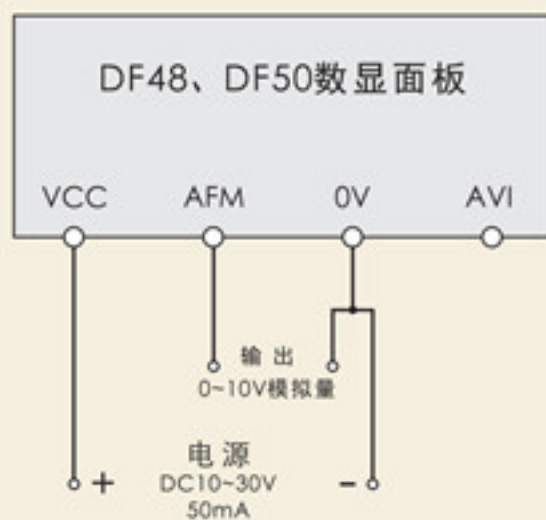 DF48、DF50数显面板
VCC AFM 0V AVI
输出
0~10V模拟量
电源
+ DC10~30V -
50mA